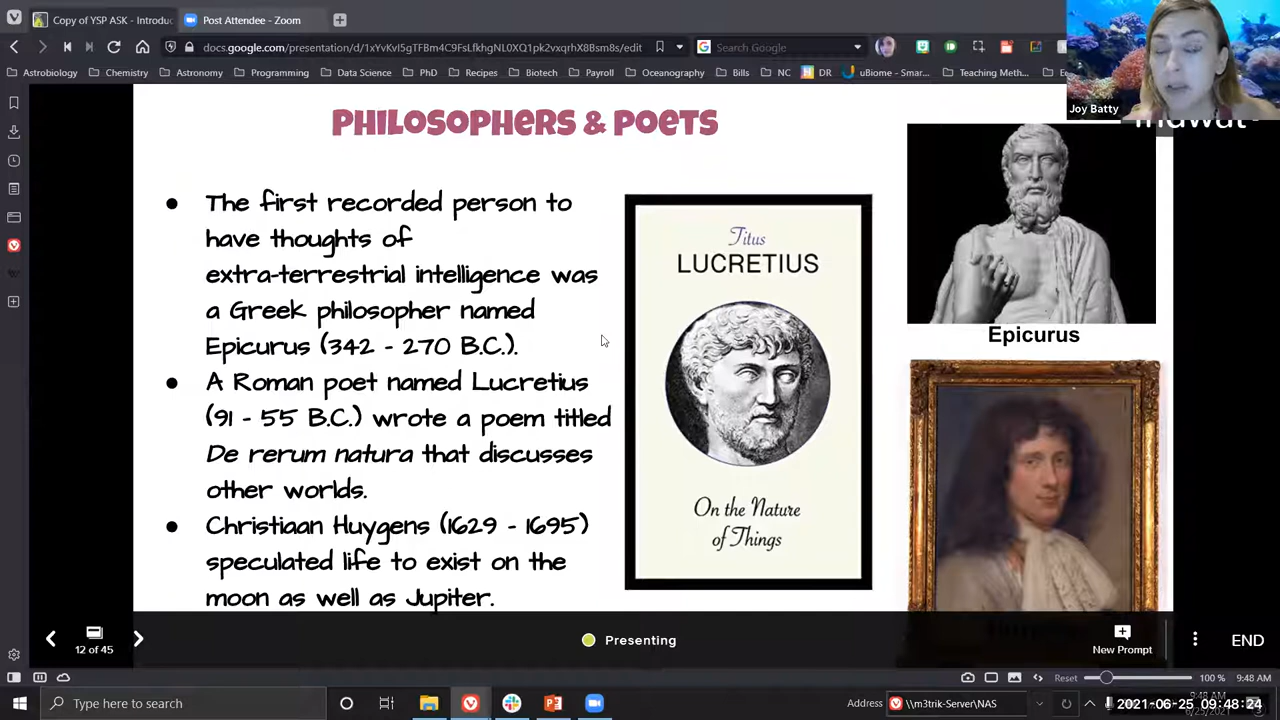 Copy of YSP ASK - Introduc
Post Attendee - Zoom
docs.google.com/presentation/d/1xYvKvI5gTFBm4C9FsLfkhgNL0XQ1pk2vxqrhX8Bsm8s/edit
Search Google
Astrobiology
Chemistry
Astronomy
Programming
Data Science
PhD
Recipes
Biotech
Payroll
Oceanography
Bills
NC
DR
uBiome - Smar...
Teaching Meth...
Joy Batty
PHILOSOPHERS & POETS
● The first recorded person to
have thoughts of
extra-terrestrial intelligence was
a Greek philosopher named
Epicurus (342 - 270 B.C.).
● A Roman poet named Lucretius
(91 - 55 B.C.) wrote a poem titled
De rerum natura that discusses
other worlds.
● Christiaan Huygens (1629 - 1695)
speculated life to exist on the
moon as well as Jupiter.
Titus
LUCRETIUS
On the Nature
of Things
Epicurus
12 of 45
Presenting
New Prompt
END
Reset
100 %
9:48 AM
Type here to search
Address
\\m3trik-Server\NAS
2021-06-25 09:48:24